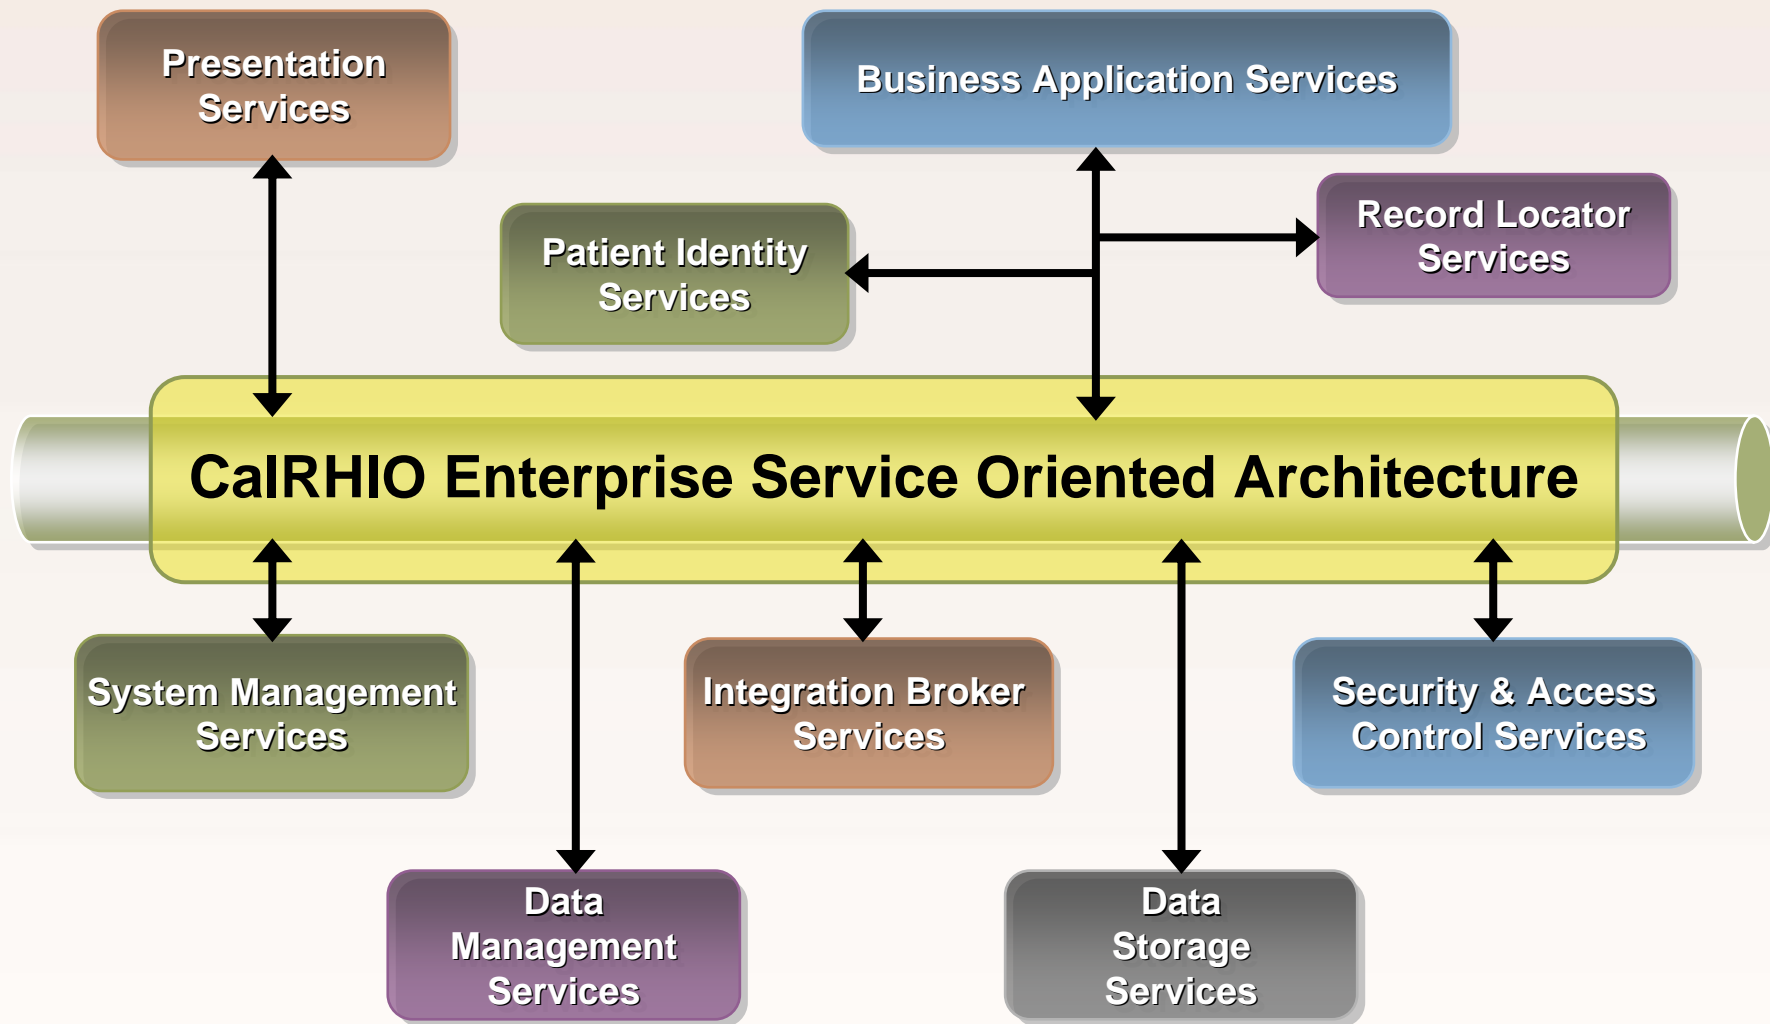 Presentation
Services
Business Application Services
Patient Identity
Services
Record Locator
Services
CalRHIO Enterprise Service Oriented Architecture
System Management
Services
Integration Broker
Services
Security & Access
Control Services
Data
Management
Services
Data
Storage
Services